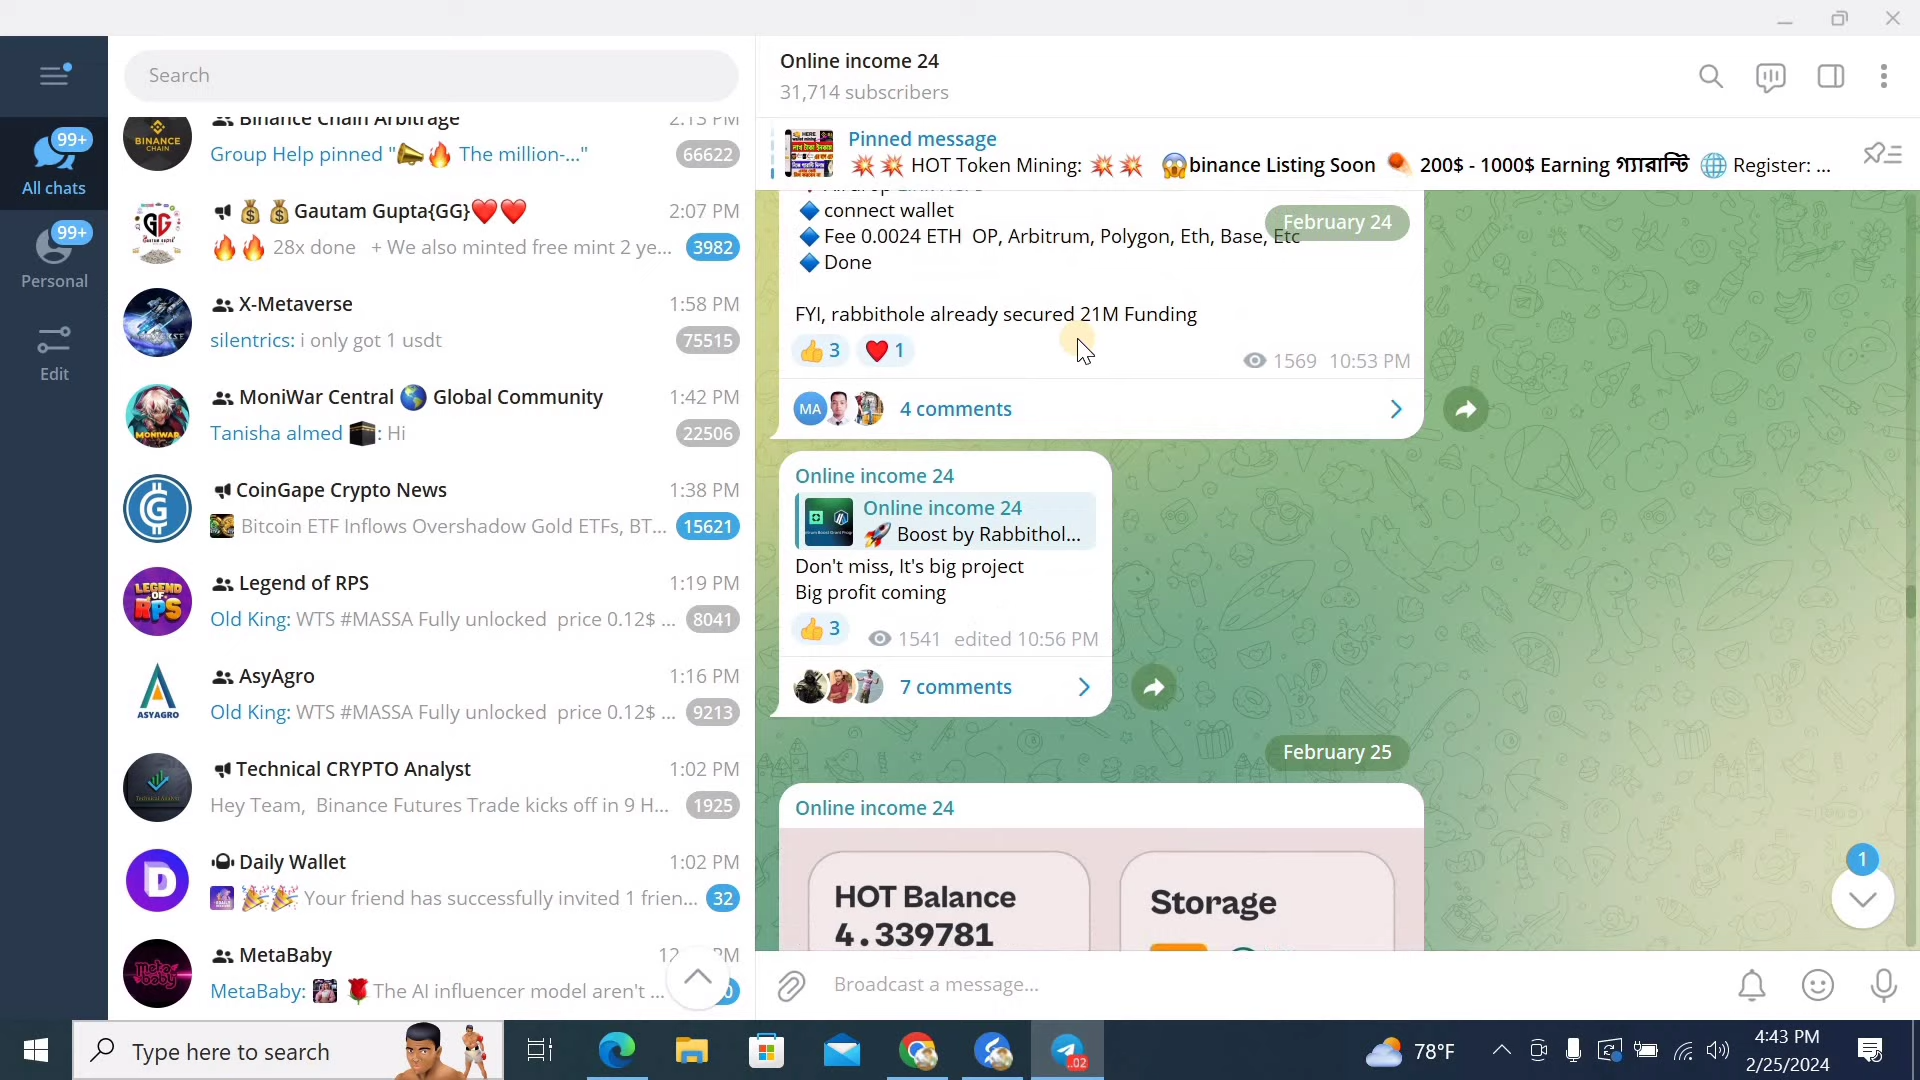 Search
99+
All chats
99+
Personal
Edit
Binance Chain Arbitrage 2:13 PM
Group Help pinned "📣🔥 The million-..." 66622
💰💰Gautam Gupta{GG}❤️❤️ 2:07 PM
🔥🔥 28x done + We also minted free mint 2 ye... 3982
X-Metaverse 1:58 PM
silentrics: i only got 1 usdt 75515
MoniWar Central 🌎 Global Community 1:42 PM
Tanisha almed 🕋: Hi 22506
CoinGape Crypto News 1:38 PM
Bitcoin ETF Inflows Overshadow Gold ETFs, BT... 15621
Legend of RPS 1:19 PM
Old King: WTS #MASSA Fully unlocked price 0.12$ ... 8041
AsyAgro 1:16 PM
Old King: WTS #MASSA Fully unlocked price 0.12$ ... 9213
Technical CRYPTO Analyst 1:02 PM
Hey Team, Binance Futures Trade kicks off in 9 H... 1925
Daily Wallet 1:02 PM
🎉🎉 Your friend has successfully invited 1 frien... 32
MetaBaby
MetaBaby: 🌹The AI influencer model aren't ...
BINANCE
CHAIN
GG
MONIWAR
LEGEND
OF
RPS
ASYAGRO
Online income 24
31,714 subscribers
Pinned message
💥💥 HOT Token Mining: 💥💥 😱binance Listing Soon 200$ - 1000$ Earning গ্যারান্টি 🌐 Register: ...
February 24
🔷connect wallet
🔷Fee 0.0024 ETH OP, Arbitrum, Polygon, Eth, Base, Etc
🔷Done
FYI, rabbithole already secured 21M Funding
👍 3 ❤️ 1 1569 10:53 PM
MA 4 comments
Online income 24
Online income 24
🚀 Boost by Rabbithol...
Don't miss, It's big project
Big profit coming
👍 3 1541 edited 10:56 PM
7 comments
February 25
Online income 24
HOT Balance
4.339781
Storage
1
Broadcast a message...
Type here to search
02
78°F
4:43 PM
2/25/2024